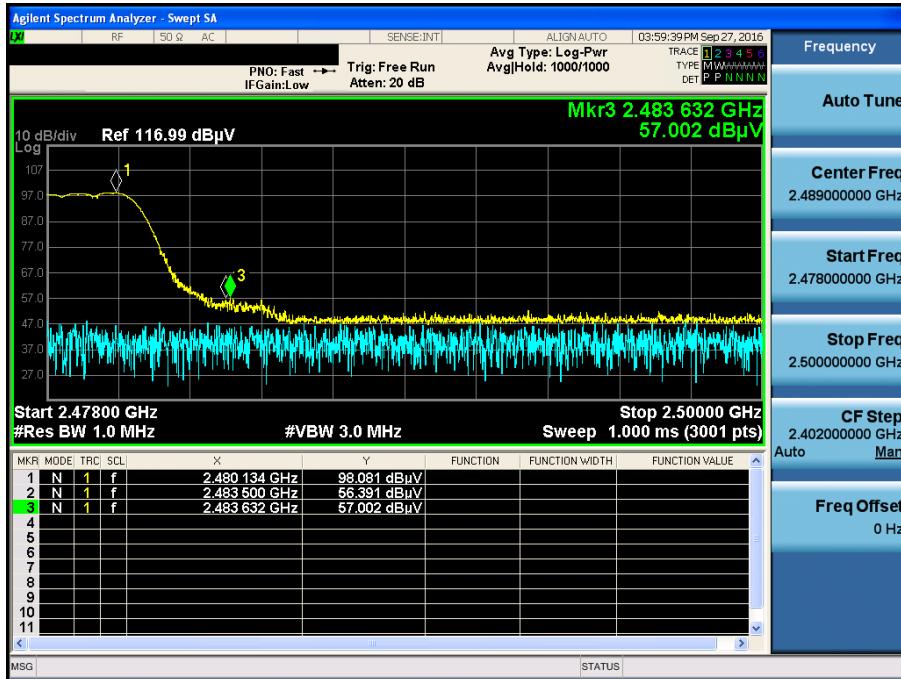 Agilent Spectrum Analyzer - Swept SA
LXI RF 50 Ω AC SENSE:INT ALIGN AUTO 03:59:39 PM Sep 27, 2016
Frequency
PNO: Fast Trig: Free Run Avg Type: Log-Pwr TRACE 1 2 3 4 5 6
IFGain:Low Atten: 20 dB Avg|Hold: 1000/1000 TYPE M W W W W W
DET P P N N N N
Auto Tune
Mkr3 2.483 632 GHz
10 dB/div Ref 116.99 dBµV 57.002 dBµV
Log
107
97.0
87.0
77.0
67.0
57.0
47.0
37.0
27.0
1
3
Center Freq
2.489000000 GHz
Start Freq
2.478000000 GHz
Stop Freq
2.500000000 GHz
Start 2.47800 GHz Stop 2.50000 GHz
#Res BW 1.0 MHz #VBW 3.0 MHz Sweep 1.000 ms (3001 pts)
CF Step
2.402000000 GHz
Auto Man
MKR MODE TRC SCL X Y FUNCTION FUNCTION WIDTH FUNCTION VALUE
1 N 1 f 2.480 134 GHz 98.081 dBµV
2 N 1 f 2.483 500 GHz 56.391 dBµV
3 N 1 f 2.483 632 GHz 57.002 dBµV
4
5
6
7
8
9
10
11
Freq Offset
0 Hz
MSG STATUS